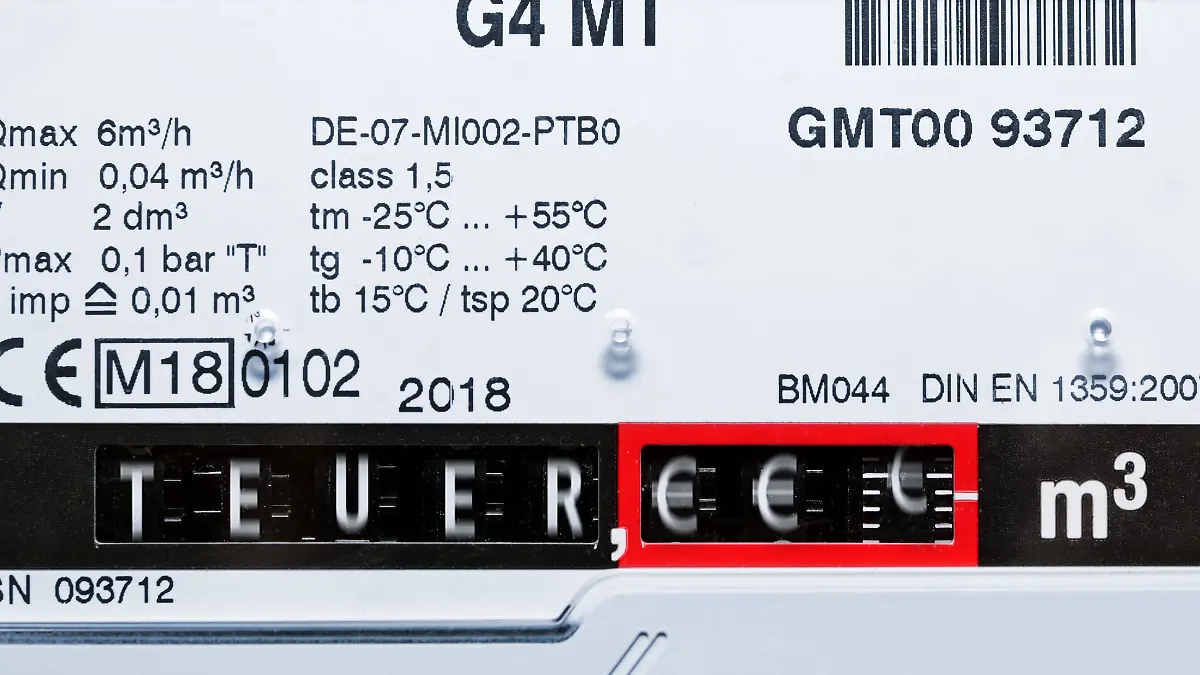 G4 MT
GMT00 93712
Qmax 6m³/h
Qmin 0,04 m³/h
2 dm³
max 0,1 bar "T"
imp ≙ 0,01 m³
DE-07-MI002-PTB0
class 1,5
tm -25°C ... +55°C
tg -10°C ... +40°C
tb 15°C / tsp 20°C
CE M18 0102
2018
BM044 DIN EN 1359:200
TEUER,€€€ m³
SN 093712